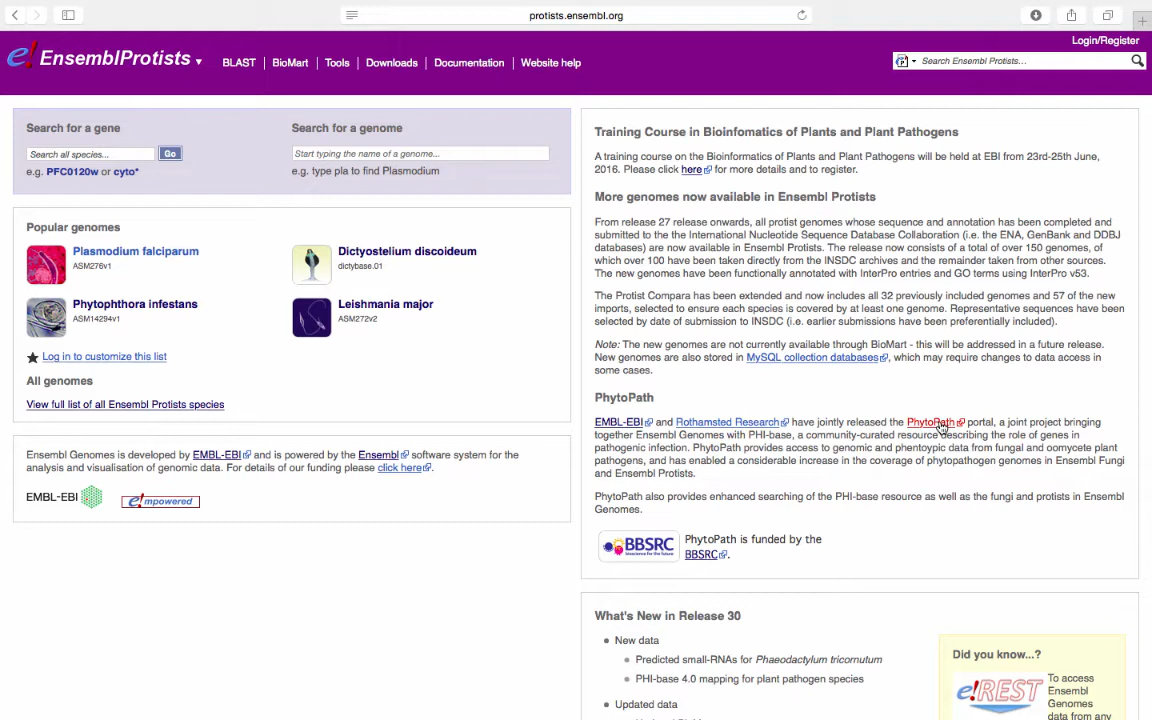 protists.ensembl.org
Login/Register
e! EnsemblProtists ▾
BLAST | BioMart | Tools | Downloads | Documentation | Website help
Search Ensembl Protists...
Search for a gene
Search all species...
Go
e.g. PFC0120w or cyto*
Search for a genome
Start typing the name of a genome...
e.g. type pla to find Plasmodium
Popular genomes
Plasmodium falciparum
ASM276v1
Dictyostelium discoideum
dictybase.01
Phytophthora infestans
ASM14294v1
Leishmania major
ASM272v2
Log in to customize this list
All genomes
View full list of all Ensembl Protists species
Ensembl Genomes is developed by EMBL-EBI and is powered by the Ensembl software system for the
analysis and visualisation of genomic data. For details of our funding please click here.
EMBL-EBI
e!mpowered
Training Course in Bioinfomatics of Plants and Plant Pathogens
A training course on the Bioinformatics of Plants and Plant Pathogens will be held at EBI from 23rd-25th June,
2016. Please click here for more details and to register.
More genomes now available in Ensembl Protists
From release 27 release onwards, all protist genomes whose sequence and annotation has been completed and
submitted to the the International Nucleotide Sequence Database Collaboration (i.e. the ENA, GenBank and DDBJ
databases) are now available in Ensembl Protists. The release now consists of a total of over 150 genomes, of
which over 100 have been taken directly from the INSDC archives and the remainder taken from other sources.
The new genomes have been functionally annotated with InterPro entries and GO terms using InterPro v53.
The Protist Compara has been extended and now includes all 32 previously included genomes and 57 of the new
imports, selected to ensure each species is covered by at least one genome. Representative sequences have been
selected by date of submission to INSDC (i.e. earlier submissions have been preferentially included).
Note: The new genomes are not currently available through BioMart - this will be addressed in a future release.
New genomes are also stored in MySQL collection databases, which may require changes to data access in
some cases.
PhytoPath
EMBL-EBI and Rothamsted Research have jointly released the PhytoPath portal, a joint project bringing
together Ensembl Genomes with PHI-base, a community-curated resource describing the role of genes in
pathogenic infection. PhytoPath provides access to genomic and phentoypic data from fungal and oomycete plant
pathogens, and has enabled a considerable increase in the coverage of phytopathogen genomes in Ensembl Fungi
and Ensembl Protists.
PhytoPath also provides enhanced searching of the PHI-base resource as well as the fungi and protists in Ensembl
Genomes.
BBSRC
bioscience for the future
PhytoPath is funded by the
BBSRC.
What's New in Release 30
New data
Predicted small-RNAs for Phaeodactylum tricornutum
PHI-base 4.0 mapping for plant pathogen species
Updated data
Did you know...?
e!REST
To access
Ensembl
Genomes
data from any